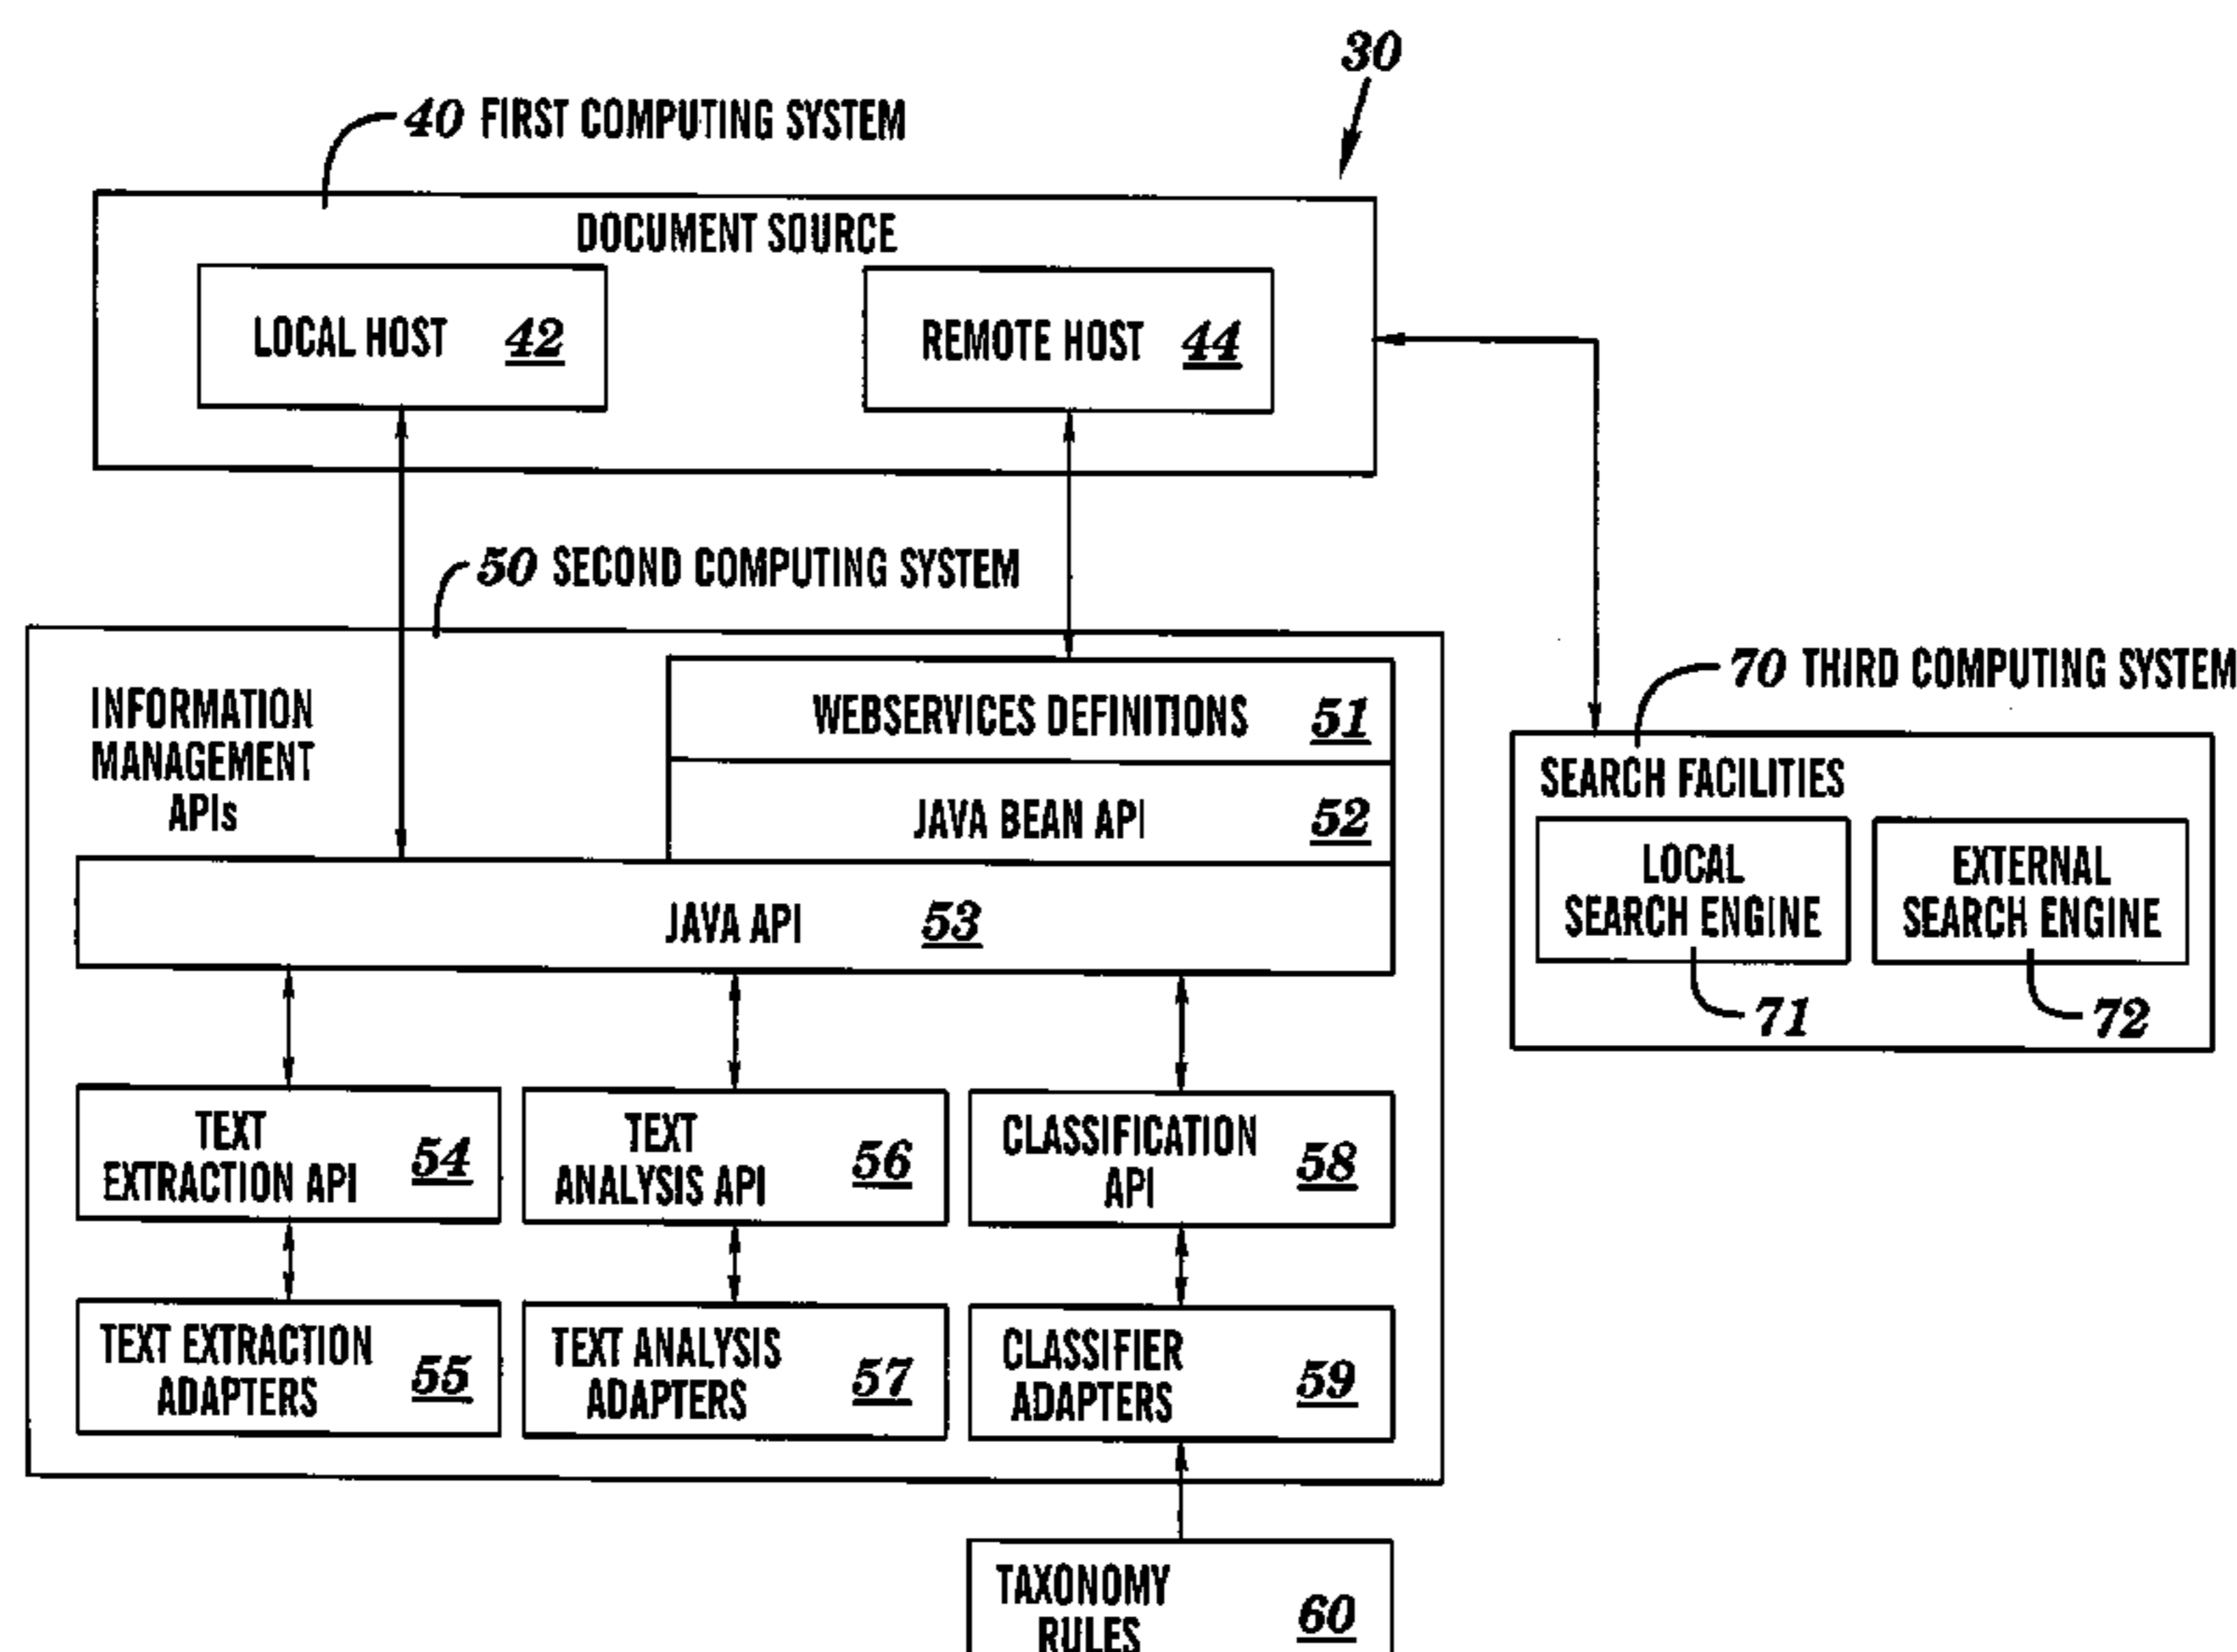 30
40 FIRST COMPUTING SYSTEM
DOCUMENT SOURCE
LOCAL HOST 42
REMOTE HOST 44
50 SECOND COMPUTING SYSTEM
INFORMATION
MANAGEMENT
APIs
WEBSERVICES DEFINITIONS 51
JAVA BEAN API 52
JAVA API 53
TEXT
EXTRACTION API 54
TEXT
ANALYSIS API 56
CLASSIFICATION
API 58
TEXT EXTRACTION
ADAPTERS 55
TEXT ANALYSIS
ADAPTERS 57
CLASSIFIER
ADAPTERS 59
TAXONOMY
RULES 60
70 THIRD COMPUTING SYSTEM
SEARCH FACILITIES
LOCAL
SEARCH ENGINE
71
EXTERNAL
SEARCH ENGINE
72